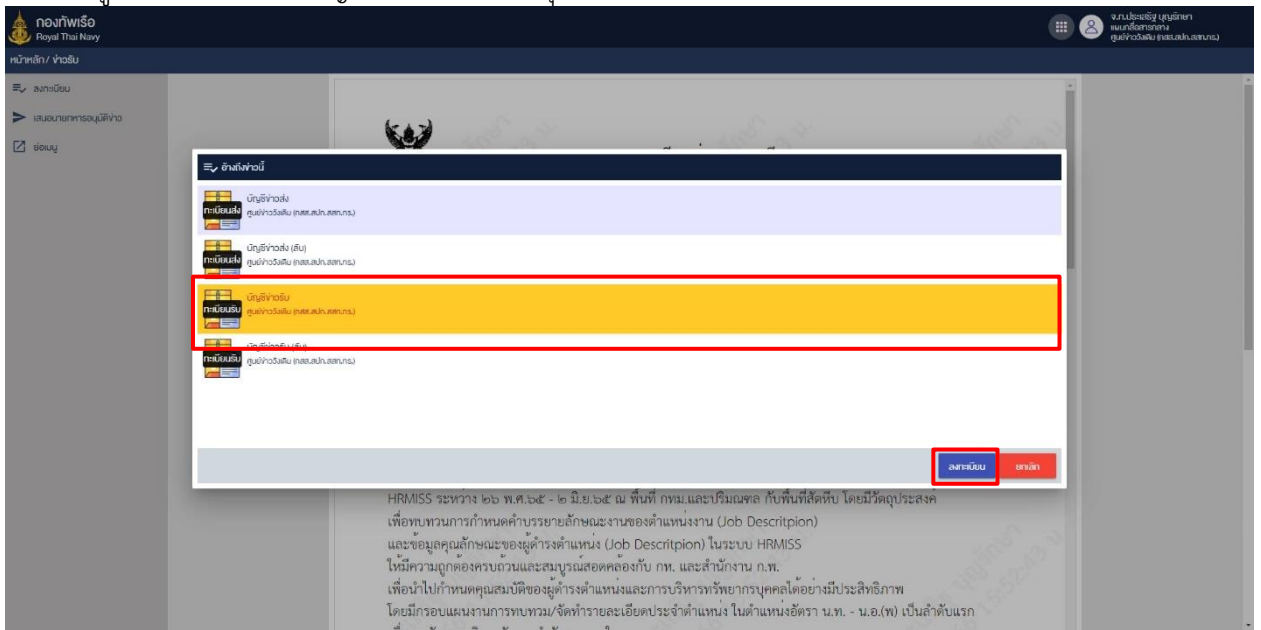 กองทัพเรือ
Royal Thai Navy
จ.ท.ประเสริฐ บุญรักษา
แผนกสื่อสารกลาง
ศูนย์ข่าววังเดิม (กสส.สปก.สสท.ทร.)
หน้าหลัก/ ข่าวรับ
ลงทะเบียน
เสนอนายทหารอนุมัติข่าว
ย่อเมนู
อ้างถึงข่าวนี้
บัญชีข่าวส่ง
ทะเบียนส่ง
ศูนย์ข่าววังเดิม (กสส.สปก.สสท.ทร.)
บัญชีข่าวส่ง (ลับ)
ทะเบียนส่ง
ศูนย์ข่าววังเดิม (กสส.สปก.สสท.ทร.)
บัญชีข่าวรับ
ทะเบียนรับ
ศูนย์ข่าววังเดิม (กสส.สปก.สสท.ทร.)
บัญชีข่าวรับ (ลับ)
ทะเบียนรับ
ศูนย์ข่าววังเดิม (กสส.สปก.สสท.ทร.)
ลงทะเบียน
ยกเลิก
HRMISS ระหว่าง ๒๖ พ.ค.๖๕ - ๒ มิ.ย.๖๕ ณ พื้นที่ กทม.และปริมณฑล กับพื้นที่สัตหีบ โดยมีวัตถุประสงค์
เพื่อทบทวนการกำหนดคำบรรยายลักษณะงานของตำแหน่งงาน (Job Descritpion)
และข้อมูลคุณลักษณะของผู้ดำรงตำแหน่ง (Job Descritpion) ในระบบ HRMISS
ให้มีความถูกต้องครบถ้วนและสมบูรณ์สอดคล้องกับ กห. และสำนักงาน ก.พ.
เพื่อนำไปกำหนดคุณสมบัติของผู้ดำรงตำแหน่งและการบริหารทรัพยากรบุคคลได้อย่างมีประสิทธิภาพ
โดยมีกรอบแผนงานการทบทวม/จัดทำรายละเอียดประจำตำแหน่ง ในตำแหน่งอัตรา น.ท. - น.อ.(พ) เป็นลำดับแรก